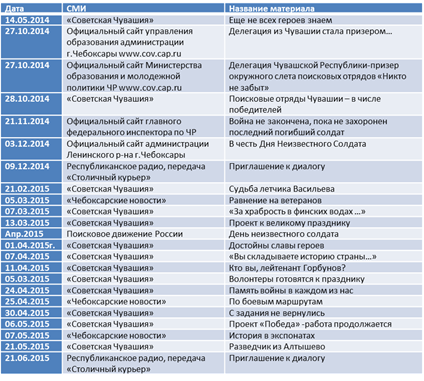 Дата СМИ Название материала
14.05.2014 «Советская Чувашия» Еще не всех героев знаем
27.10.2014 Официальный сайт управления Делегация из Чувашии стала призером…
образования администрации
г.Чебоксары www.cov.cap.ru
27.10.2014 Официальный сайт Министерства Делегация Чувашской Республики-призер
образования и молодежной окружного слета поисковых отрядов «Никто
политики ЧР www.cov.cap.ru не забыт»
28.10.2014 «Советская Чувашия» Поисковые отряды Чувашии – в числе
победителей
21.11.2014 Официальный сайт главного Война не закончена, пока не захоронен
федерального инспектора по ЧР последний погибший солдат
03.12.2014 Официальный сайт администрации В честь Дня Неизвестного Солдата
Ленинского р-на г.Чебоксары
09.12.2014 Республиканское радио, передача Приглашение к диалогу
«Столичный курьер»
21.02.2015 «Советская Чувашия» Судьба летчика Васильева
05.03.2015 «Чебоксарские новости» Равнение на ветеранов
07.03.2015 «Советская Чувашия» «За храбрость в финских водах …»
13.03.2015 «Советская Чувашия» Проект к великому празднику
Апр.2015 Поисковое движение России День неизвестного солдата
01.04.2015г. «Советская Чувашия» Достойны славы героев
07.04.2015 «Советская Чувашия» «Вы складываете историю страны…»
11.04.2015 «Советская Чувашия» Кто вы, лейтенант Горбунов?
05.03.2015 «Советская Чувашия» Волонтеры готовятся к празднику
24.04.2015 «Советская Чувашия» Память войны в каждом из нас
25.04.2015 «Чебоксарские новости» По боевым маршрутам
30.04.2015 «Советская Чувашия» С задания не вернулись
06.05.2015 «Советская Чувашия» Проект «Победа» -работа продолжается
07.05.2015 «Чебоксарские новости» История в экспонатах
21.05.2015 «Советская Чувашия» Разведчик из Алтышево
21.06.2015 Республиканское радио, передача Приглашение к диалогу
«Столичный курьер»